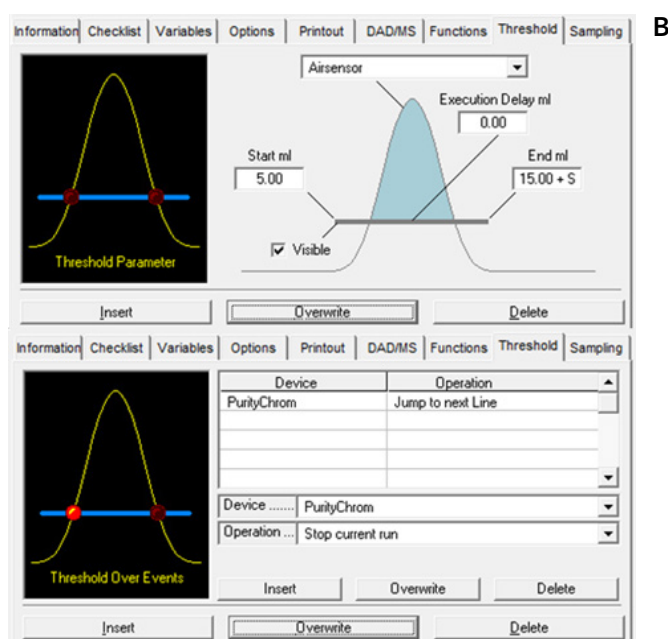 B
Information Checklist Variables Options Printout DAD/MS Functions Threshold Sampling
Airsensor
Execution Delay ml
0.00
Start ml
5.00
End ml
15.00 + S
Visible
Threshold Parameter
Insert Overwrite Delete
Information Checklist Variables Options Printout DAD/MS Functions Threshold Sampling
Device Operation
PurityChrom Jump to next Line
Device ....... PurityChrom
Operation ... Stop current run
Threshold Over Events
Insert Overwrite Delete
Insert Overwrite Delete